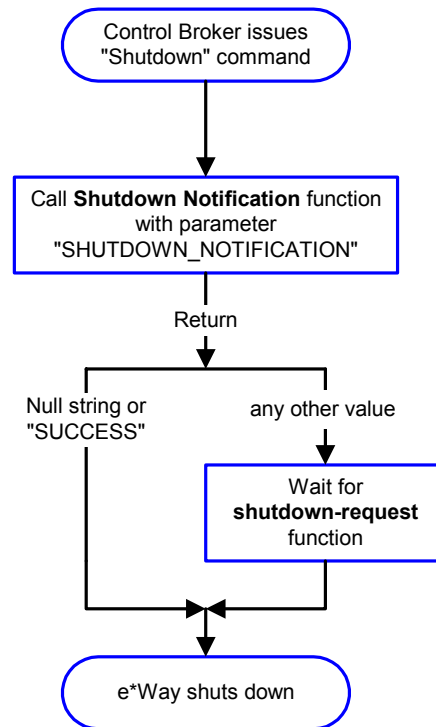 Control Broker issues
"Shutdown" command
Call Shutdown Notification function
with parameter
"SHUTDOWN_NOTIFICATION"
Return
Null string or
"SUCCESS"
any other value
Wait for
shutdown-request
function
e*Way shuts down